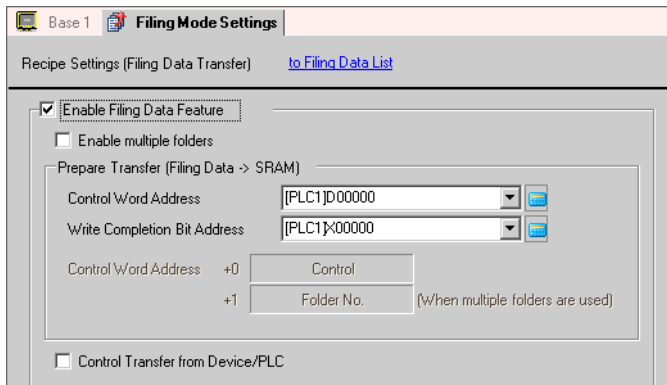 Base 1 Filing Mode Settings
Recipe Settings (Filing Data Transfer) to Filing Data List
Enable Filing Data Feature
Enable multiple folders
Prepare Transfer (Filing Data -> SRAM)
Control Word Address [PLC1]D00000
Write Completion Bit Address [PLC1]X00000
Control Word Address +0 Control
+1 Folder No. (When multiple folders are used)
Control Transfer from Device/PLC